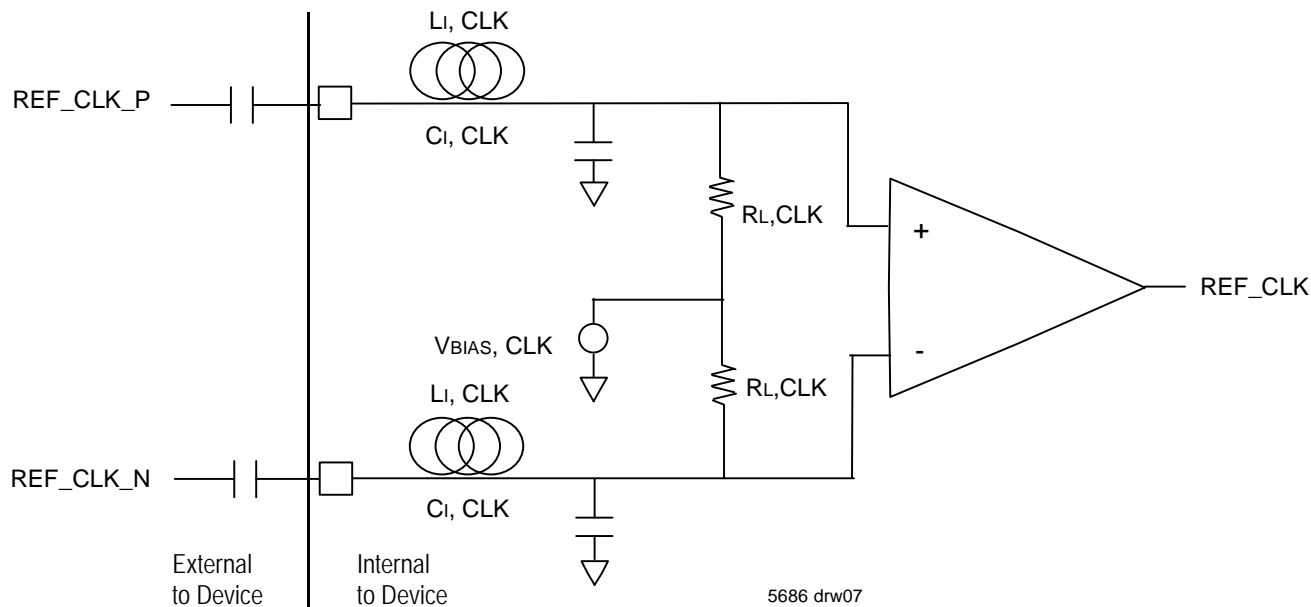 LI, CLK
REF_CLK_P
CI, CLK
RL,CLK
+
REF_CLK
VBIAS, CLK
-
RL,CLK
LI, CLK
REF_CLK_N
CI, CLK
External
to Device
Internal
to Device
5686 drw07